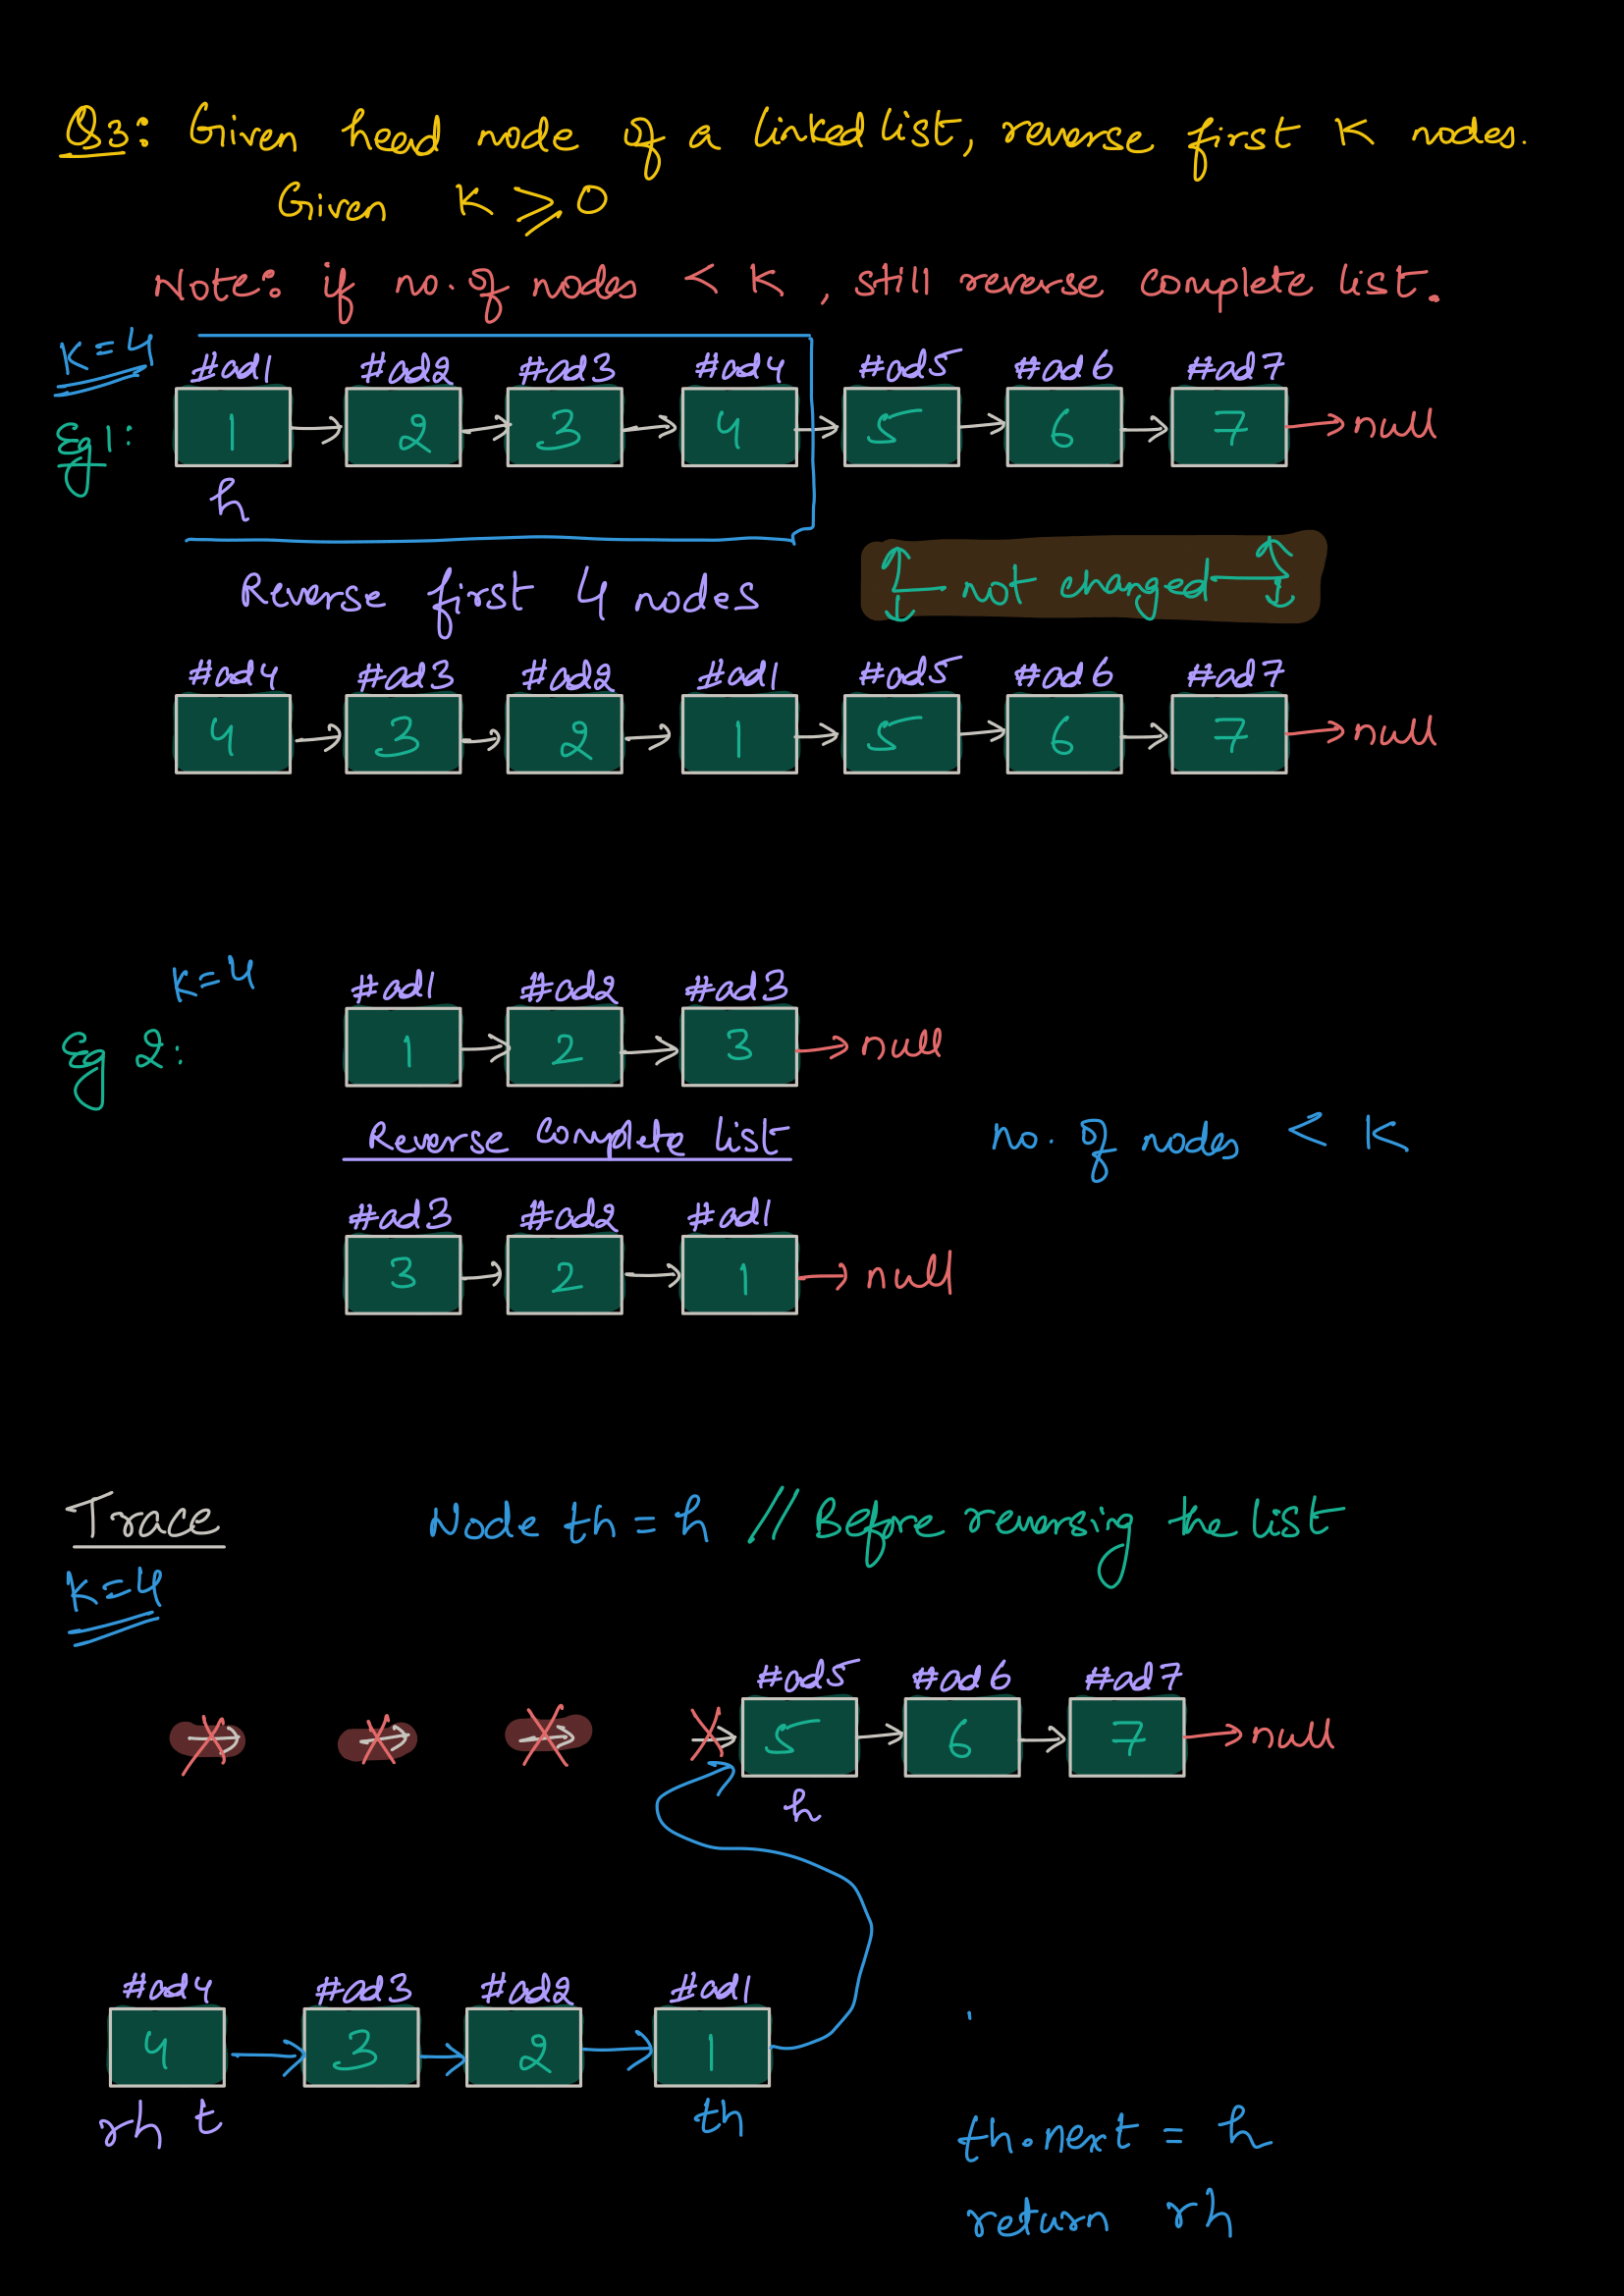 Q3: Given head node of a linked list, reverse first K nodes.
Given K ⩾ 0
Note: if no. of nodes < K , still reverse complete list.
K=4
#ad1 #ad2 #ad3 #ad4 #ad5 #ad6 #ad7
Eg1: 1 2 3 4 5 6 7 null
h
Reverse first 4 nodes not changed
#ad4 #ad3 #ad2 #ad1 #ad5 #ad6 #ad7
4 3 2 1 5 6 7 null
K=4
#ad1 #ad2 #ad3
Eg 2: 1 2 3 null
Reverse Complete list no. of nodes < K
#ad3 #ad2 #ad1
3 2 1 null
Trace Node th = h // Before reversing the list
K=4
#ad5 #ad6 #ad7
5 6 7 null
h
#ad4 #ad3 #ad2 #ad1
4 3 2 1
rh t th
th.next = h
return rh